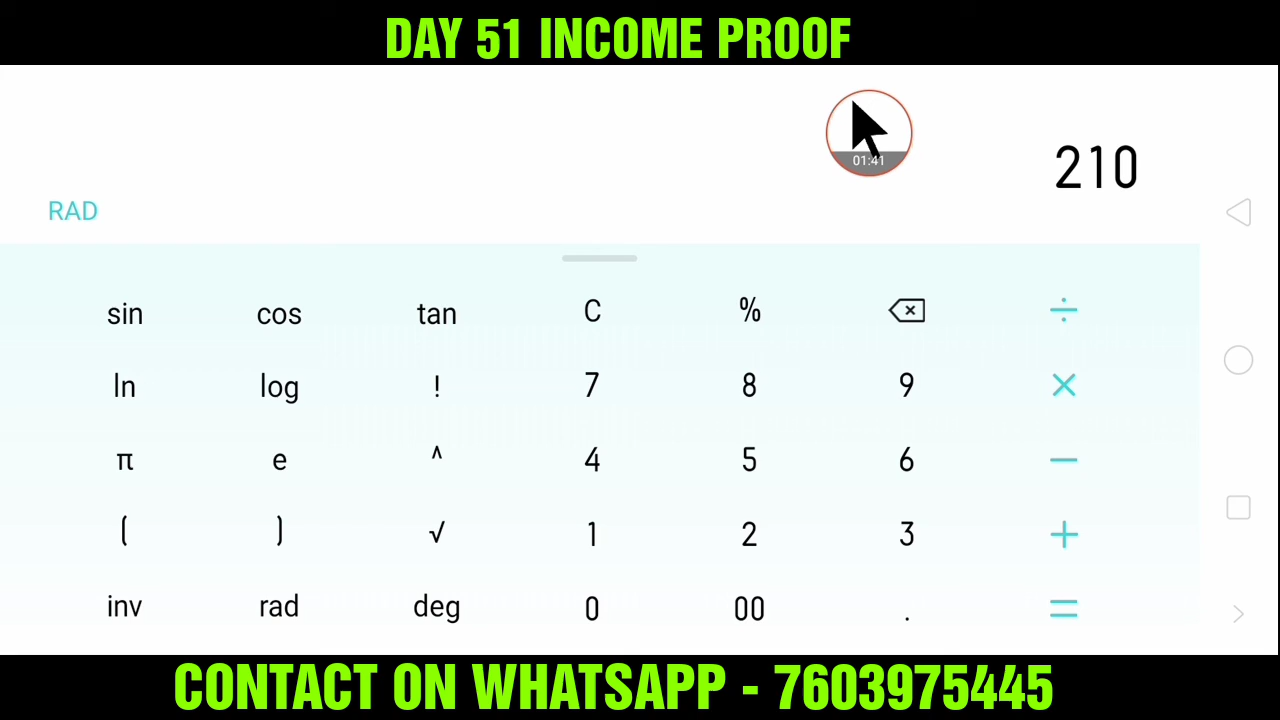 DAY 51 INCOME PROOF
01:41
210
RAD
sin cos tan C % ÷
ln log ! 7 8 9 ×
π e ^ 4 5 6 −
( ) √ 1 2 3 +
inv rad deg 0 00 . =
CONTACT ON WHATSAPP - 7603975445